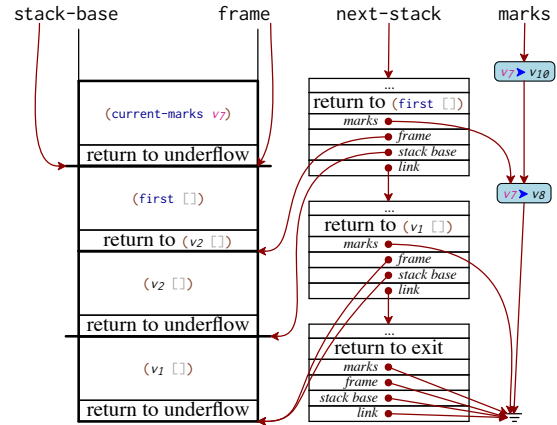 stack-base frame next-stack marks
(current-marks v7)
return to underflow
(first [])
return to (v2 [])
(v2 [])
return to underflow
(v1 [])
return to underflow
...
return to (first [])
marks
frame
stack base
link
...
return to (v1 [])
marks
frame
stack base
link
...
return to exit
marks
frame
stack base
link
v7 ➤ v10
v7 ➤ v8